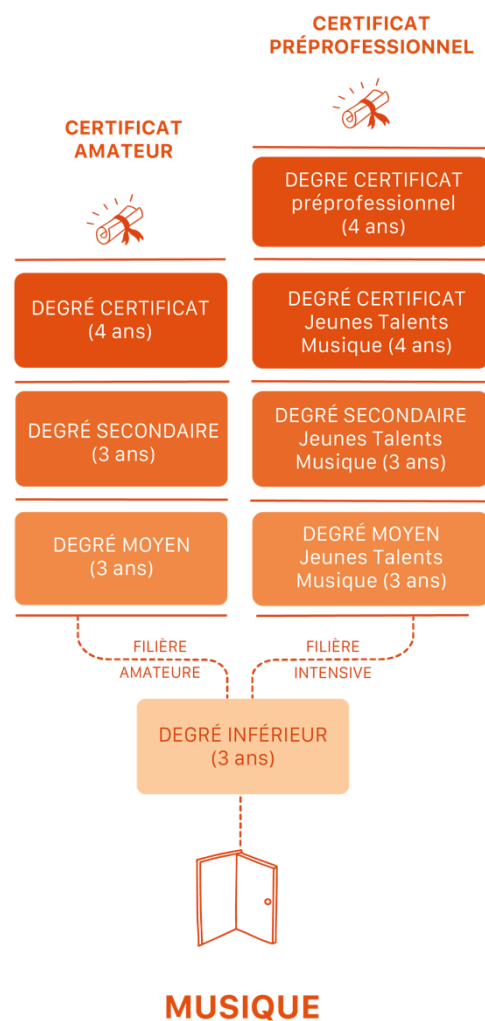 CERTIFICAT
PRÉPROFESSIONNEL
CERTIFICAT
AMATEUR
DEGRE CERTIFICAT
préprofessionnel
(4 ans)
DEGRÉ CERTIFICAT
(4 ans)
DEGRÉ CERTIFICAT
Jeunes Talents
Musique (4 ans)
DEGRÉ SECONDAIRE
(3 ans)
DEGRÉ SECONDAIRE
Jeunes Talents
Musique (3 ans)
DEGRÉ MOYEN
(3 ans)
DEGRÉ MOYEN
Jeunes Talents
Musique (3 ans)
FILIÈRE
AMATEURE
FILIÈRE
INTENSIVE
DEGRÉ INFÉRIEUR
(3 ans)
MUSIQUE